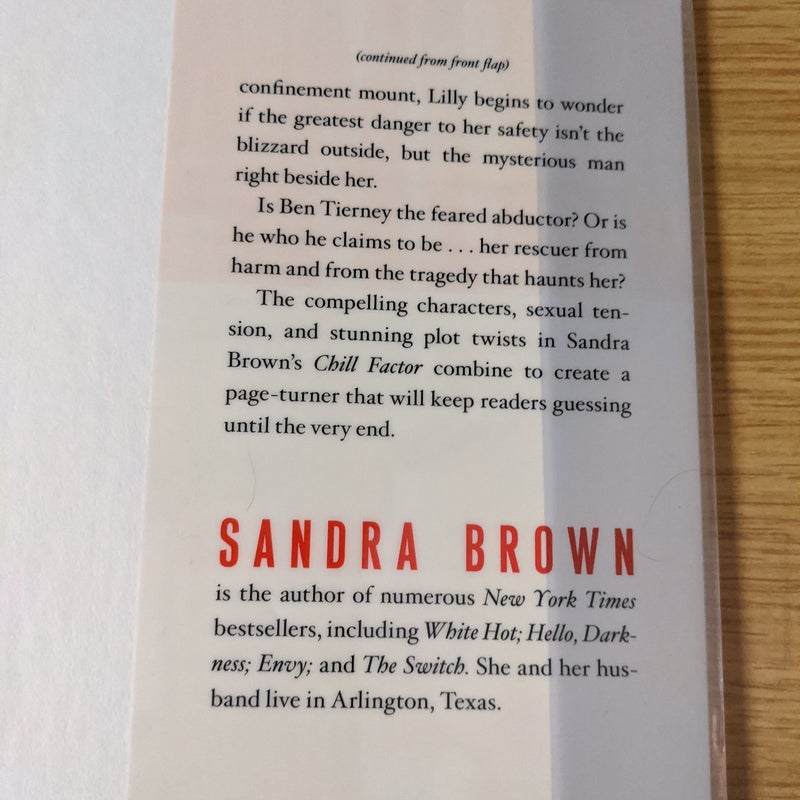 (continued from front flap)
confinement mount, Lilly begins to wonder
if the greatest danger to her safety isn't the
blizzard outside, but the mysterious man
right beside her.
Is Ben Tierney the feared abductor? Or is
he who he claims to be . . . her rescuer from
harm and from the tragedy that haunts her?
The compelling characters, sexual ten-
sion, and stunning plot twists in Sandra
Brown's Chill Factor combine to create a
page-turner that will keep readers guessing
until the very end.
SANDRA BROWN
is the author of numerous New York Times
bestsellers, including White Hot; Hello, Dark-
ness; Envy; and The Switch. She and her hus-
band live in Arlington, Texas.